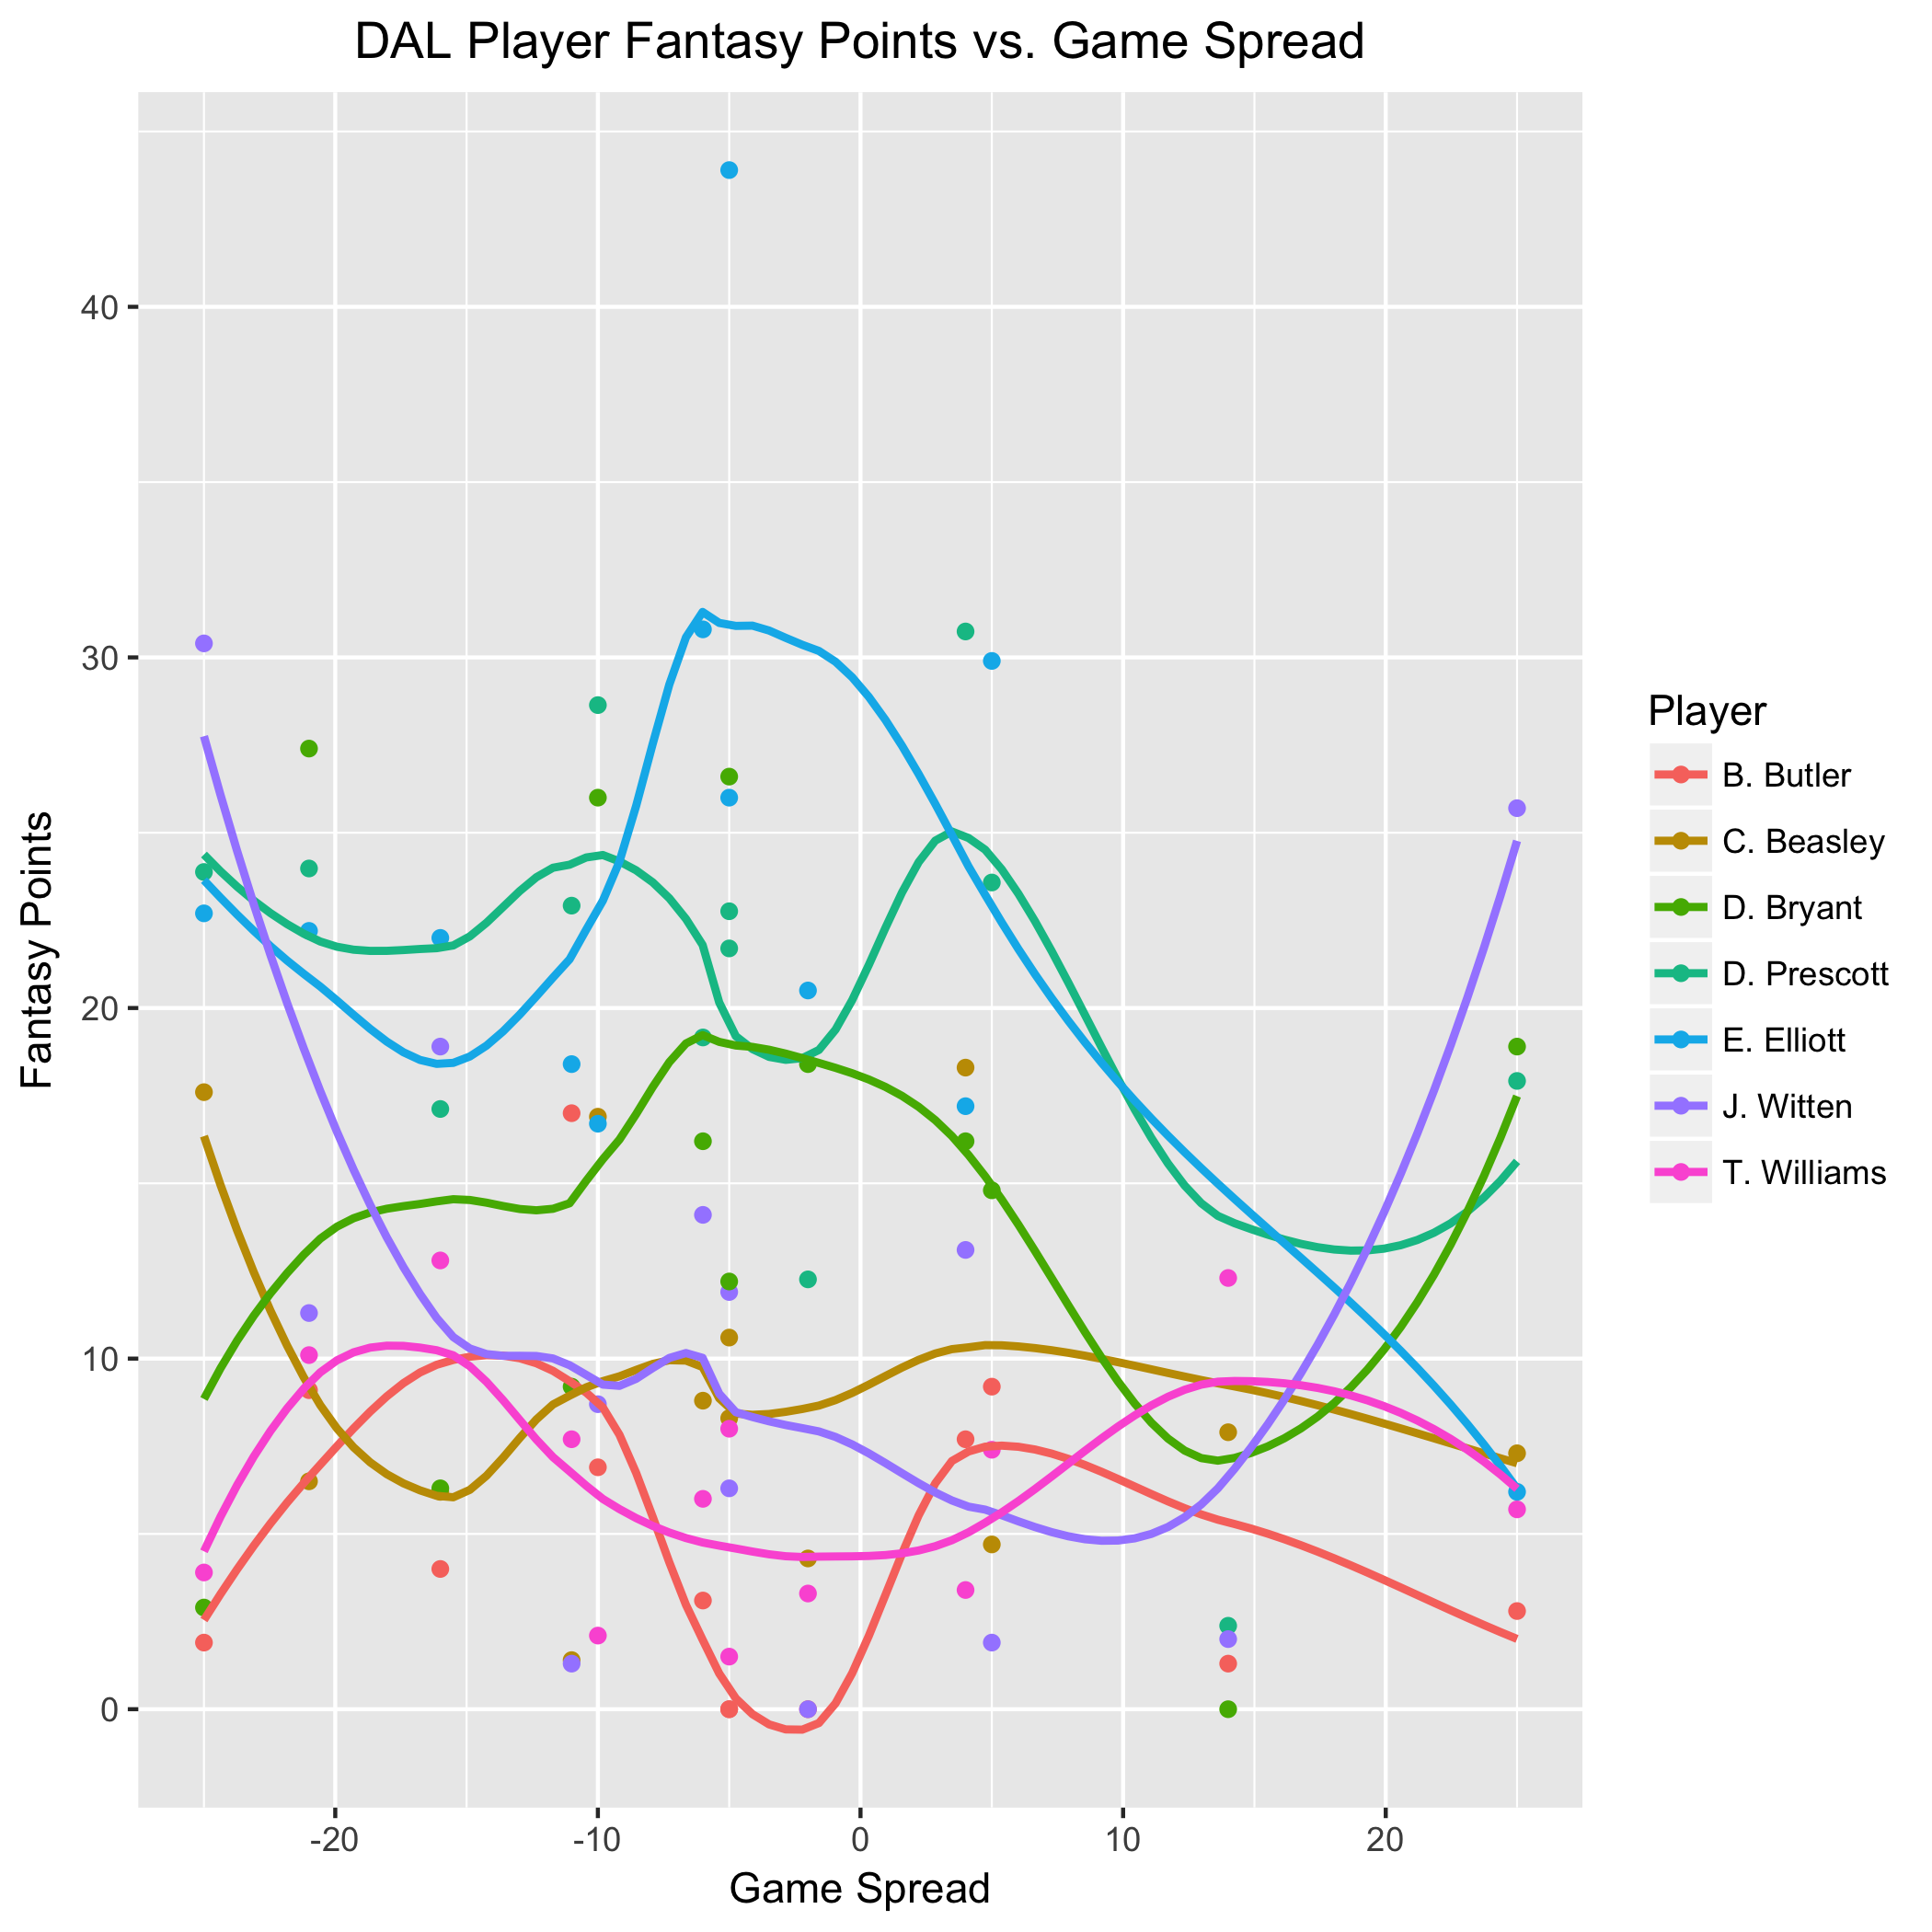 DAL Player Fantasy Points vs. Game Spread
Fantasy Points
40
30
20
10
0
-20
-10
0
10
20
Game Spread
Player
B. Butler
C. Beasley
D. Bryant
D. Prescott
E. Elliott
J. Witten
T. Williams